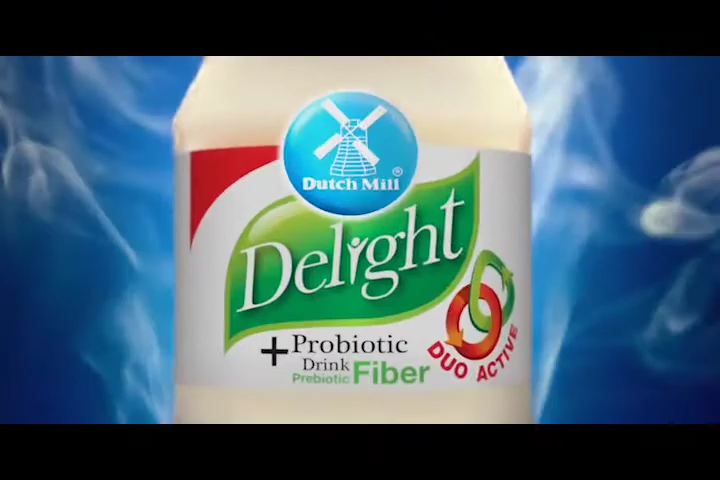 Dutch Mill®
Delight
+Probiotic
Drink
Prebiotic Fiber
DUO ACTIVE